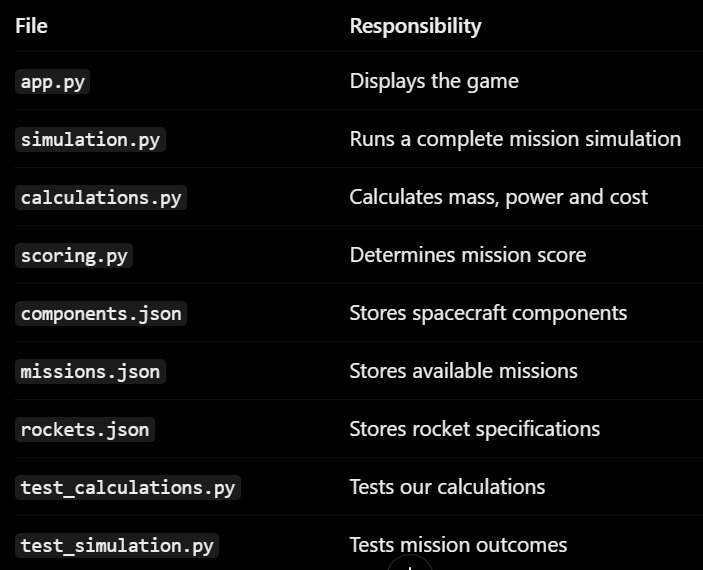 File Responsibility
app.py Displays the game
simulation.py Runs a complete mission simulation
calculations.py Calculates mass, power and cost
scoring.py Determines mission score
components.json Stores spacecraft components
missions.json Stores available missions
rockets.json Stores rocket specifications
test_calculations.py Tests our calculations
test_simulation.py Tests mission outcomes